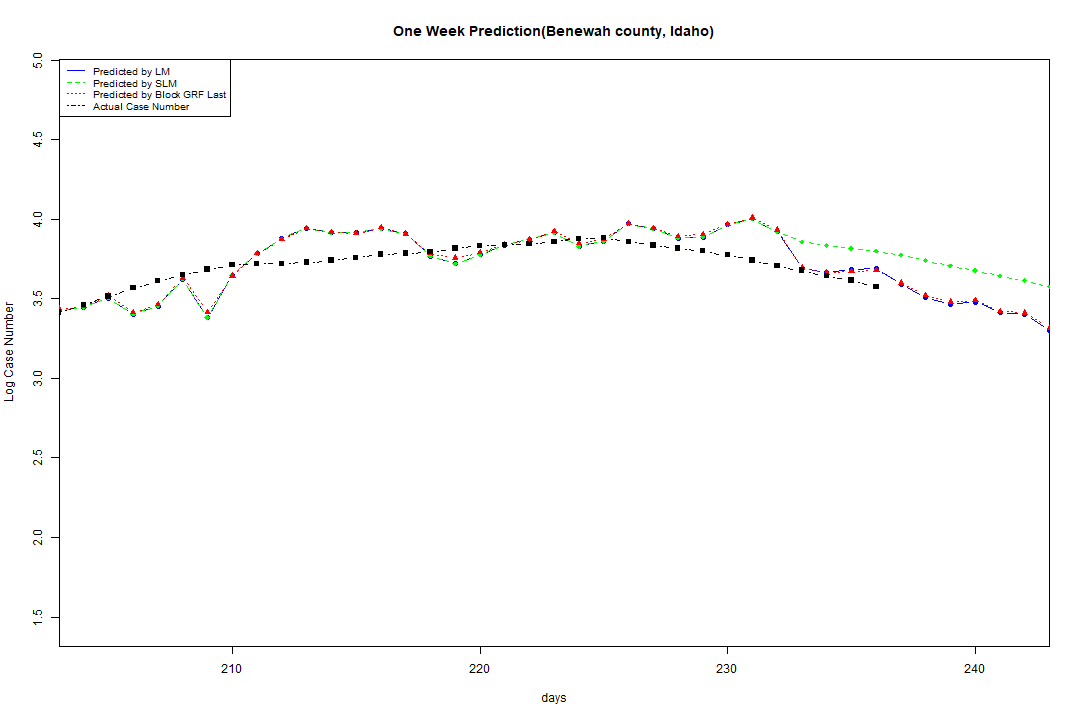 One Week Prediction(Benewah county, Idaho)
Predicted by LM
Predicted by SLM
Predicted by Block GRF Last
Actual Case Number
5.0
4.5
4.0
3.5
3.0
2.5
2.0
1.5
Log Case Number
210 220 230 240
days